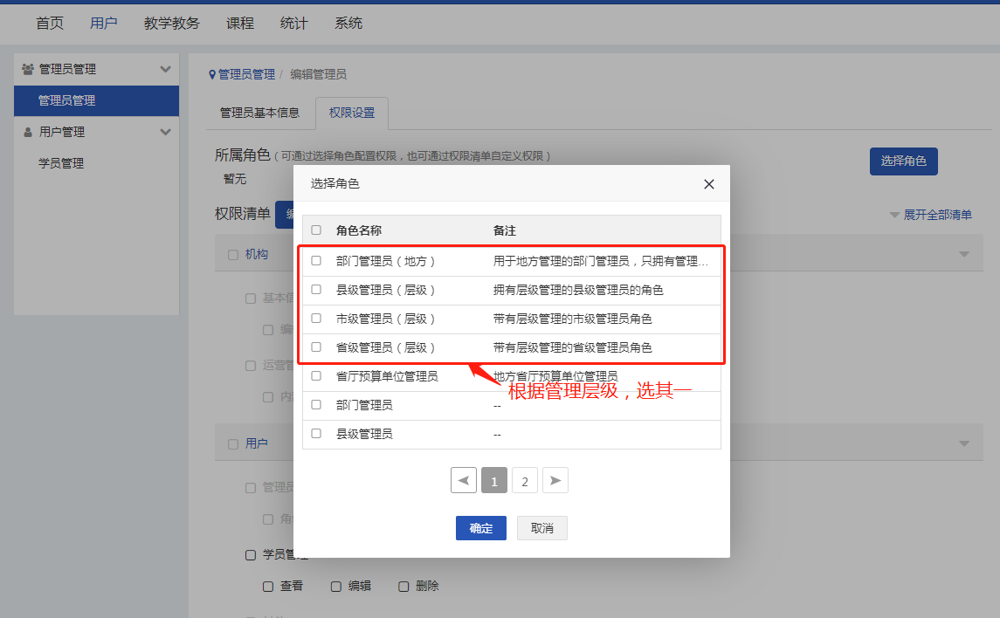 首页 用户 教学教务 课程 统计 系统
管理员管理
管理员管理
用户管理
学员管理
管理员管理 / 编辑管理员
管理员基本信息 权限设置
所属角色（可通过选择角色配置权限，也可通过权限清单自定义权限）
选择角色
暂无
权限清单
展开全部清单
机构
基本信
运营管
用户
管理员
学员管理
查看 编辑 删除
选择角色
角色名称 备注
部门管理员（地方） 用于地方管理的部门管理员，只拥有管理...
县级管理员（层级） 拥有层级管理的县级管理员的角色
市级管理员（层级） 带有层级管理的市级管理员角色
省级管理员（层级） 带有层级管理的省级管理员角色
省厅预算单位管理员 地方省厅预算单位管理员
根据管理层级，选其一
部门管理员 --
县级管理员 --
1 2
确定 取消